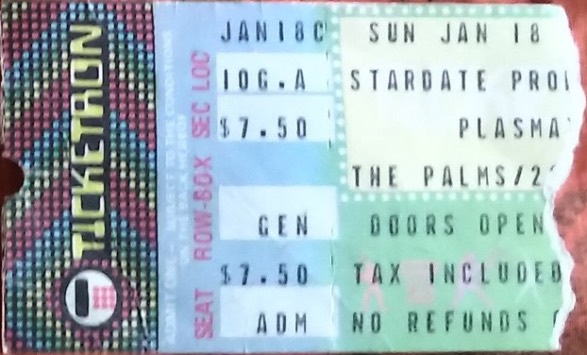 TICKETRON
SEAT ROW-BOX SEC LOC
JAN18C
10G.A
$7.50
GEN
$7.50
ADM
SUN JAN 18
STARDATE PRO
PLASMA
THE PALMS/2
DOORS OPEN
TAX INCLUDED
NO REFUNDS